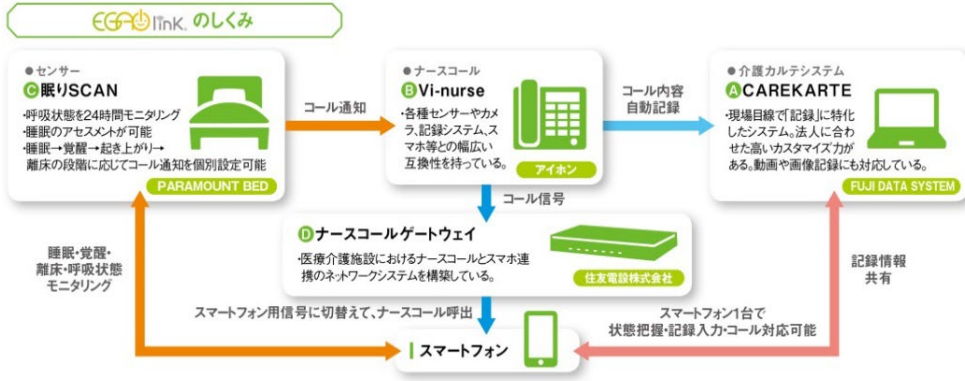 EGAO linkのしくみ
●センサー
C眠りSCAN
・呼吸状態を24時間モニタリング
・睡眠のアセスメントが可能
・睡眠→覚醒→起き上がり→
離床の段階に応じてコール通知を個別設定可能
PARAMOUNT BED
コール通知
●ナースコール
B Vi-nurse
・各種センサーやカメ
ラ、記録システム、ス
マホ等との幅広い
互換性を持っている。
アイホン
コール内容
自動記録
●介護カルテシステム
A CAREKARTE
・現場目線で「記録」に特化
したシステム。法人に合わ
せた高いカスタマイズ力が
ある。動画や画像記録にも対応している。
FUJI DATA SYSTEM
コール信号
Dナースコールゲートウェイ
・医療介護施設におけるナースコールとスマホ連
携のネットワークシステムを構築している。
住友電設株式会社
睡眠・覚醒・
離床・呼吸状態
モニタリング
記録情報
共有
スマートフォン用信号に切替えて、ナースコール呼出
スマートフォン1台で
状態把握・記録入力・コール対応可能
スマートフォン